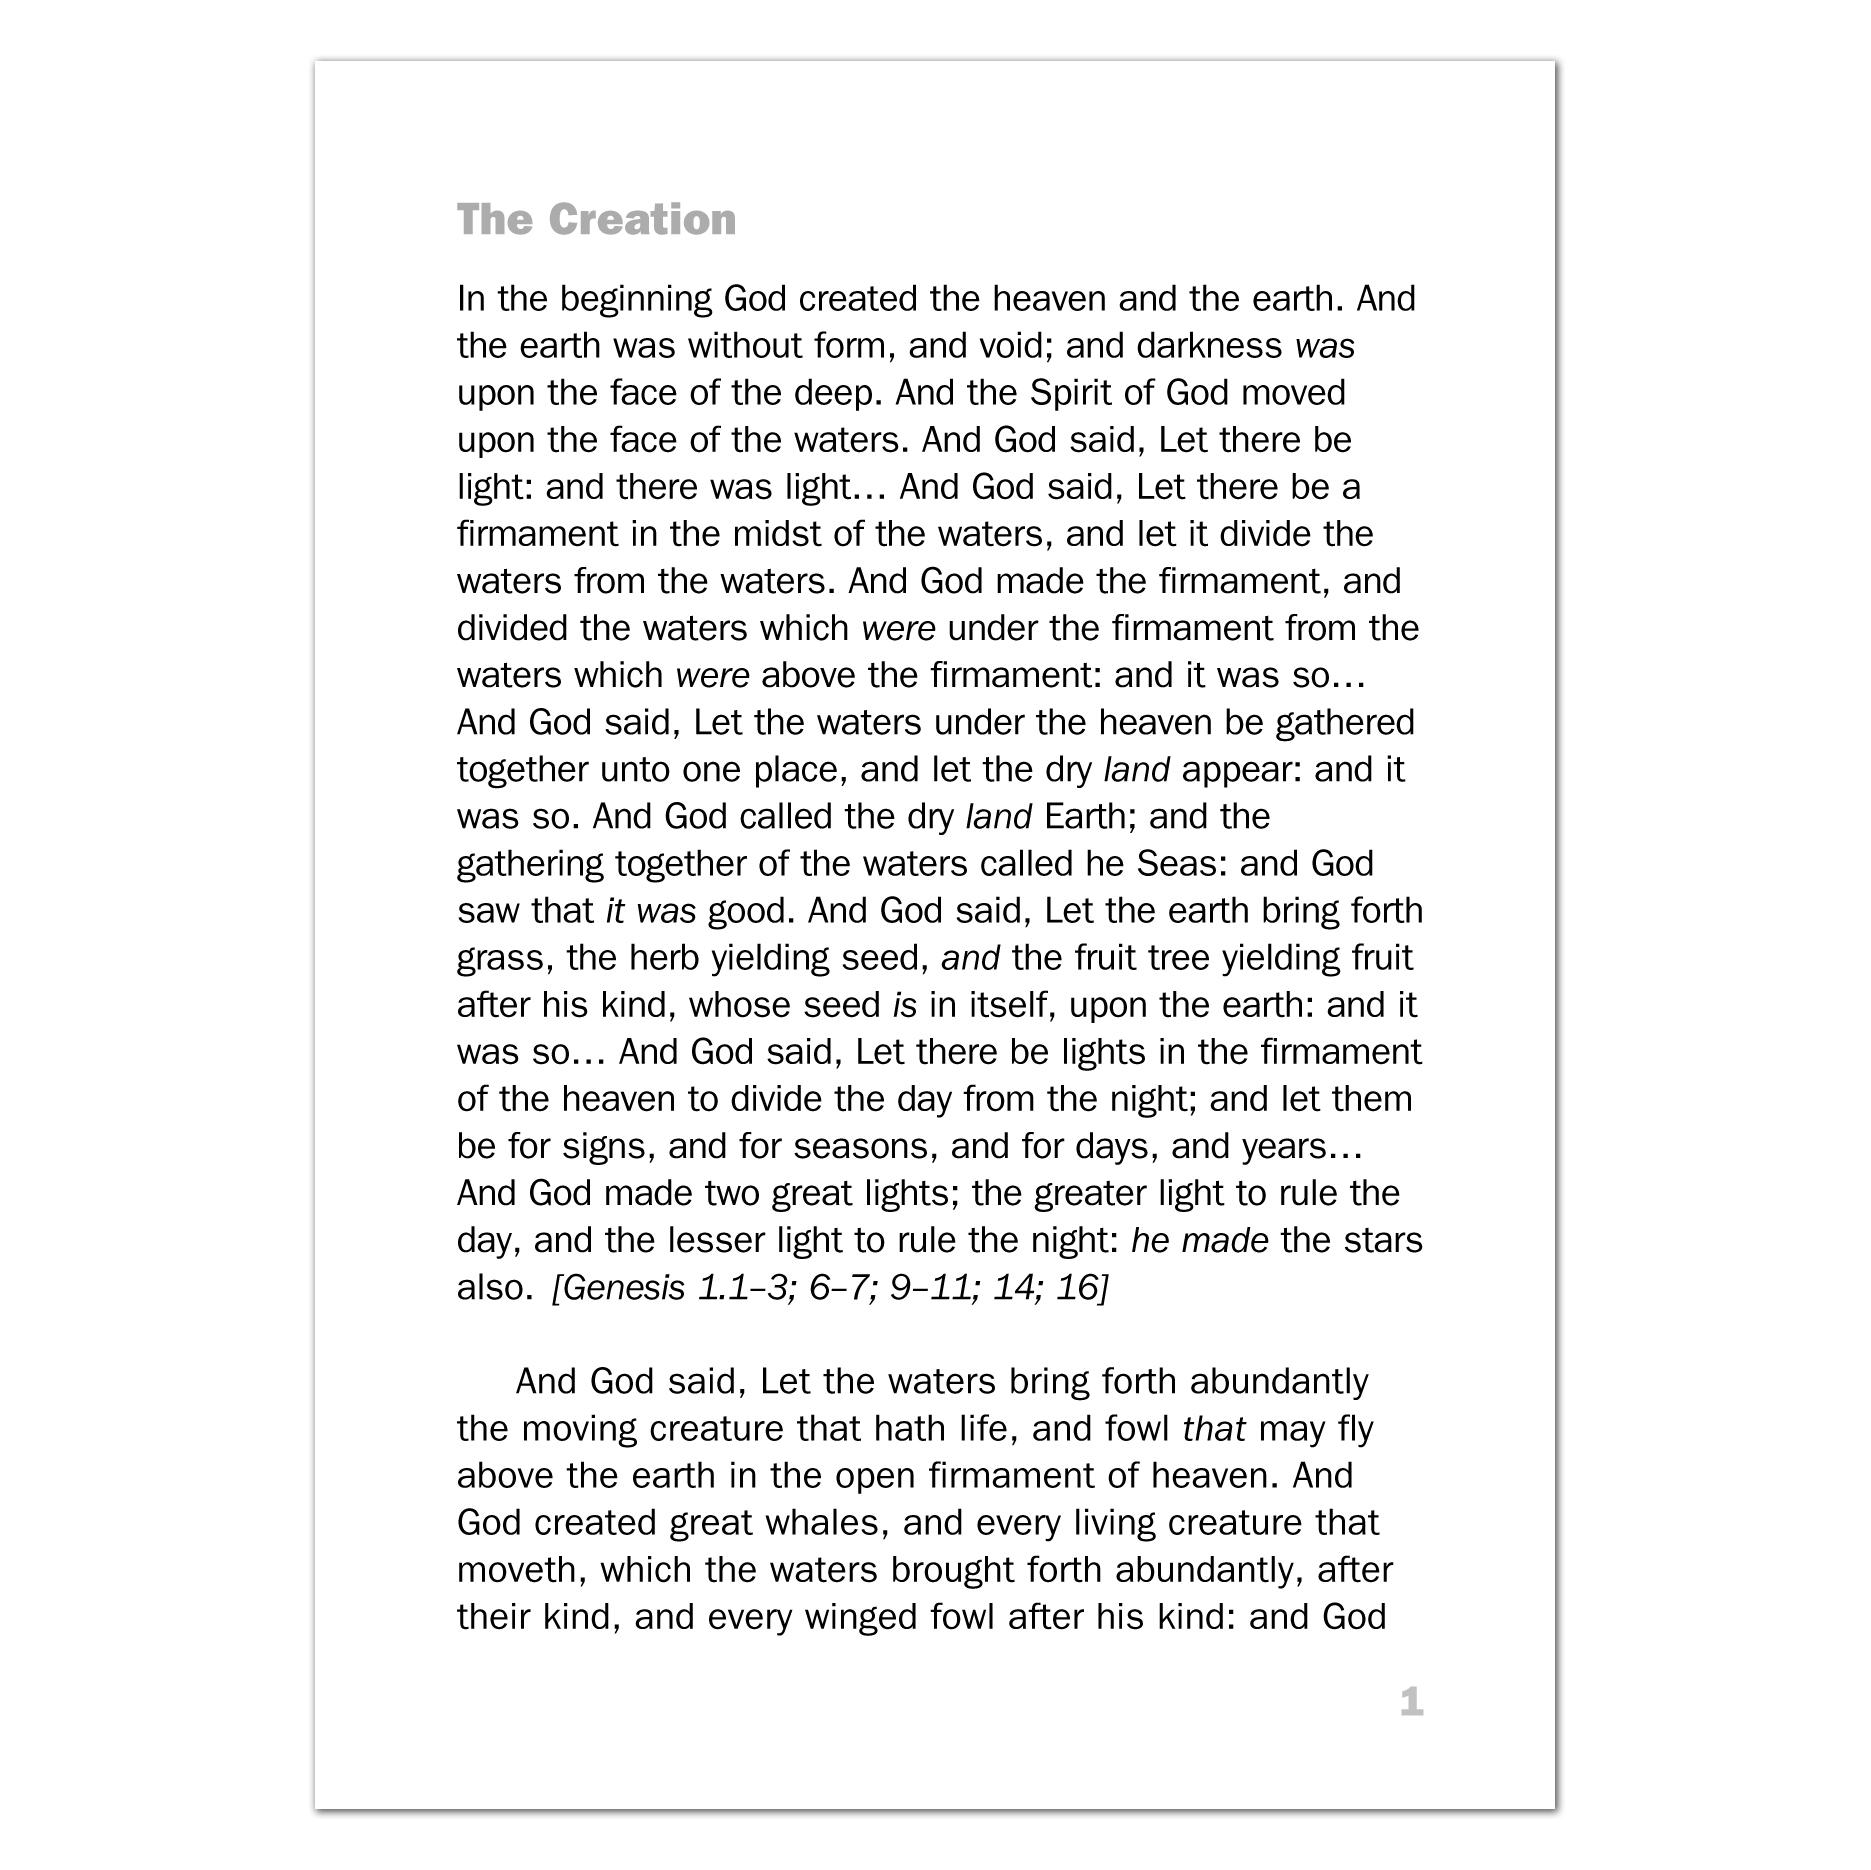 The Creation
In the beginning God created the heaven and the earth. And
the earth was without form, and void; and darkness was
upon the face of the deep. And the Spirit of God moved
upon the face of the waters. And God said, Let there be
light: and there was light… And God said, Let there be a
firmament in the midst of the waters, and let it divide the
waters from the waters. And God made the firmament, and
divided the waters which were under the firmament from the
waters which were above the firmament: and it was so…
And God said, Let the waters under the heaven be gathered
together unto one place, and let the dry land appear: and it
was so. And God called the dry land Earth; and the
gathering together of the waters called he Seas: and God
saw that it was good. And God said, Let the earth bring forth
grass, the herb yielding seed, and the fruit tree yielding fruit
after his kind, whose seed is in itself, upon the earth: and it
was so… And God said, Let there be lights in the firmament
of the heaven to divide the day from the night; and let them
be for signs, and for seasons, and for days, and years…
And God made two great lights; the greater light to rule the
day, and the lesser light to rule the night: he made the stars
also. [Genesis 1.1–3; 6–7; 9–11; 14; 16]
And God said, Let the waters bring forth abundantly
the moving creature that hath life, and fowl that may fly
above the earth in the open firmament of heaven. And
God created great whales, and every living creature that
moveth, which the waters brought forth abundantly, after
their kind, and every winged fowl after his kind: and God
1